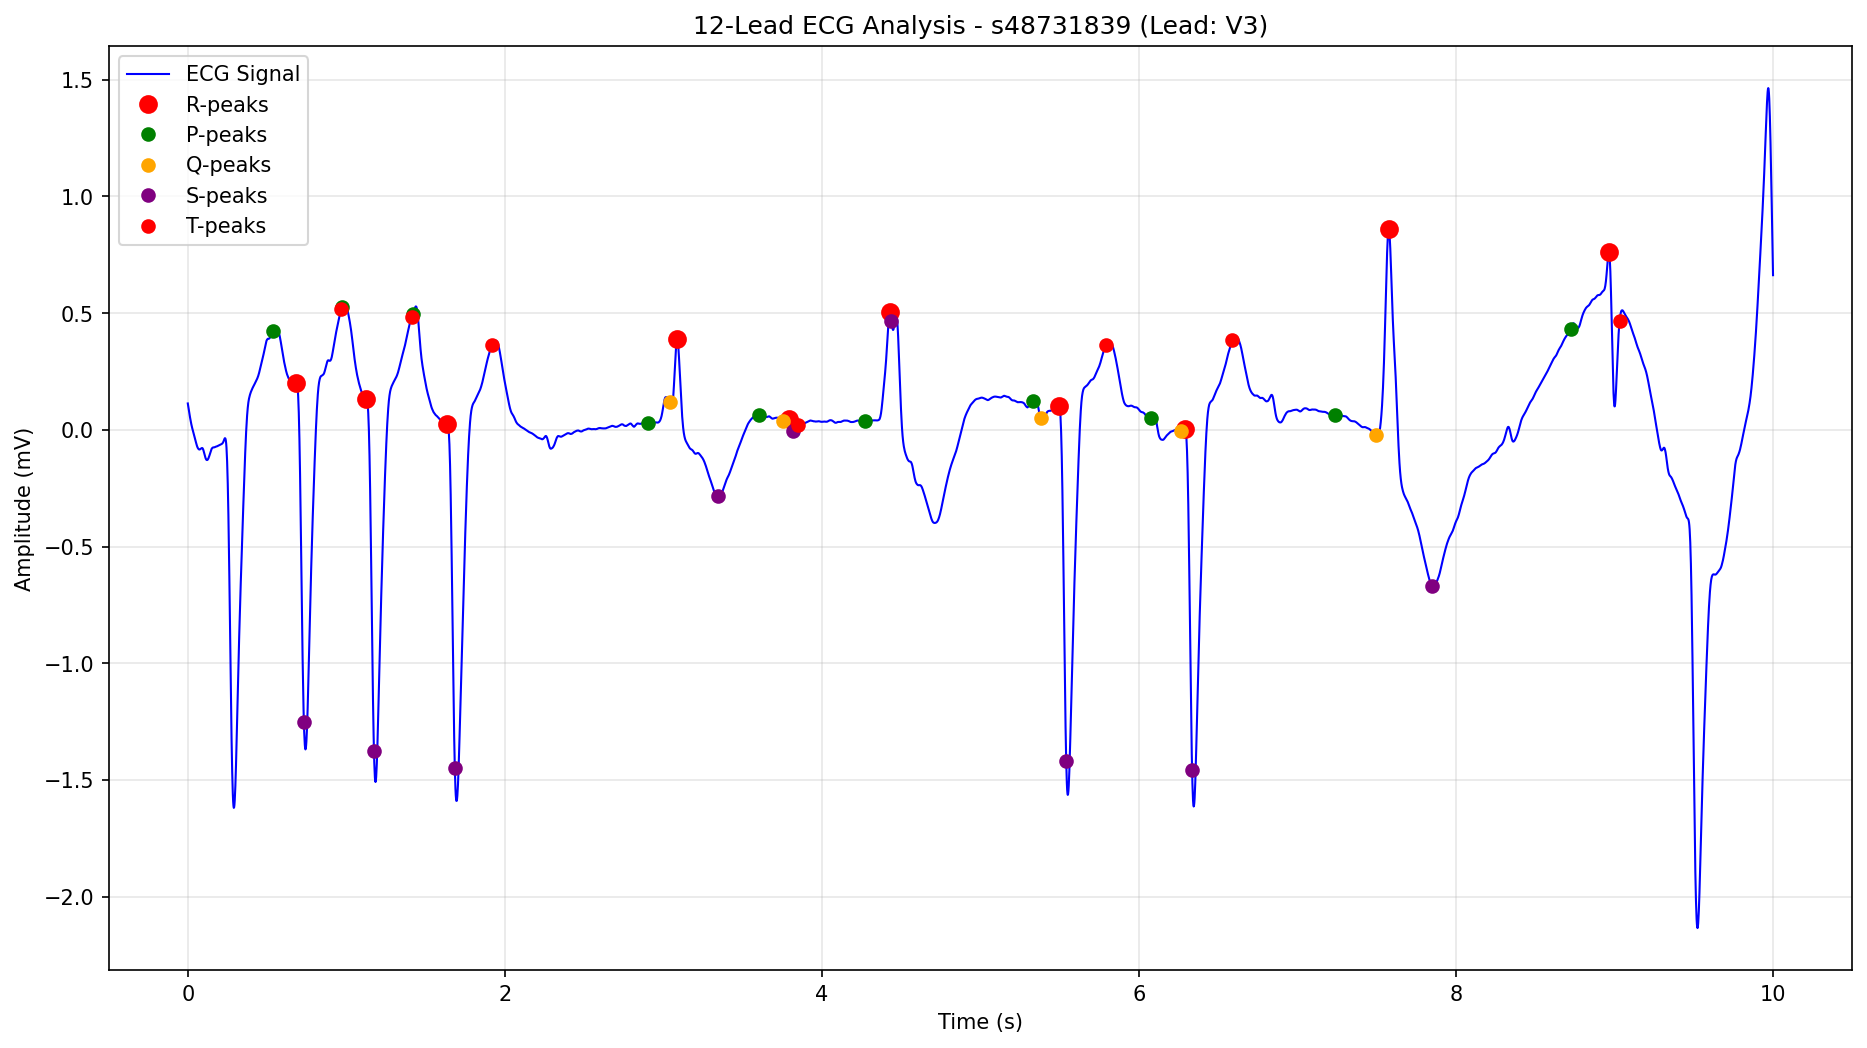 12-Lead ECG Analysis - s48731839 (Lead: V3)
ECG Signal
R-peaks
P-peaks
Q-peaks
S-peaks
T-peaks
Amplitude (mV)
1.5
1.0
0.5
0.0
−0.5
−1.0
−1.5
−2.0
0 2 4 6 8 10
Time (s)